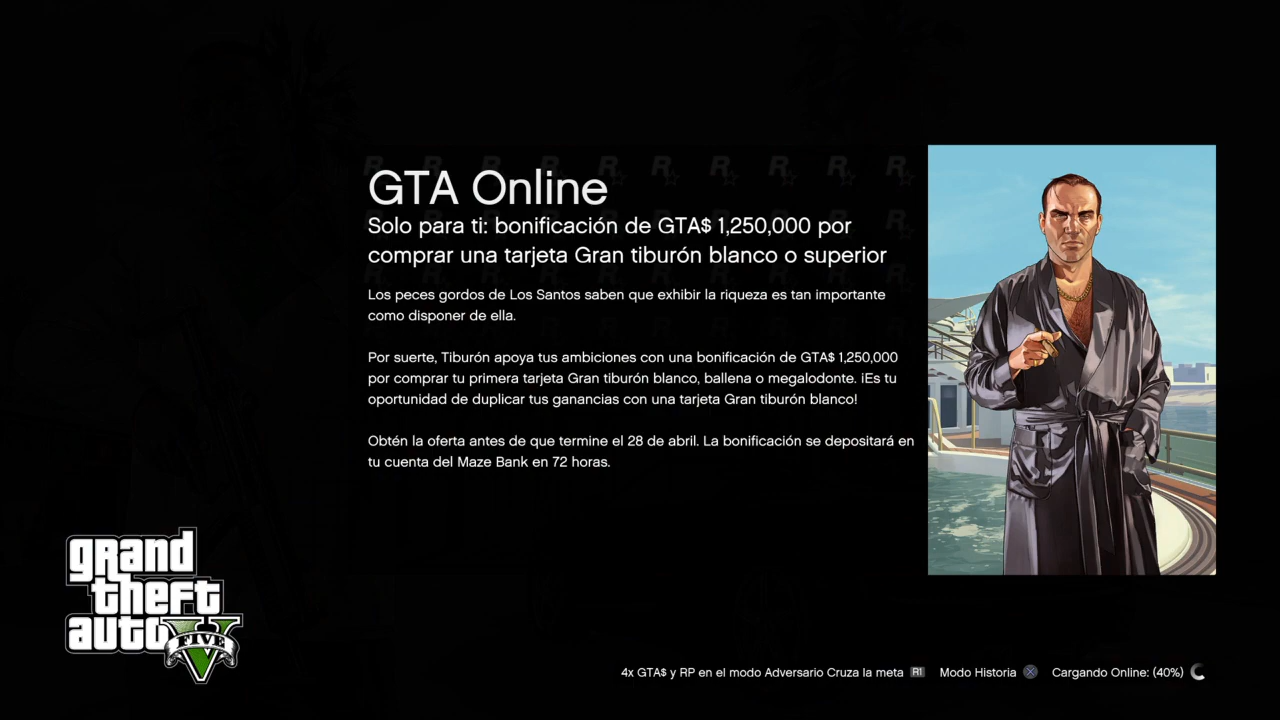 GTA Online
Solo para ti: bonificación de GTA$ 1,250,000 por
comprar una tarjeta Gran tiburón blanco o superior
Los peces gordos de Los Santos saben que exhibir la riqueza es tan importante
como disponer de ella.
Por suerte, Tiburón apoya tus ambiciones con una bonificación de GTA$ 1,250,000
por comprar tu primera tarjeta Gran tiburón blanco, ballena o megalodonte. ¡Es tu
oportunidad de duplicar tus ganancias con una tarjeta Gran tiburón blanco!
Obtén la oferta antes de que termine el 28 de abril. La bonificación se depositará en
tu cuenta del Maze Bank en 72 horas.
grand
theft
auto V
FIVE
4x GTA$ y RP en el modo Adversario Cruza la meta R1 Modo Historia Cargando Online: (40%)